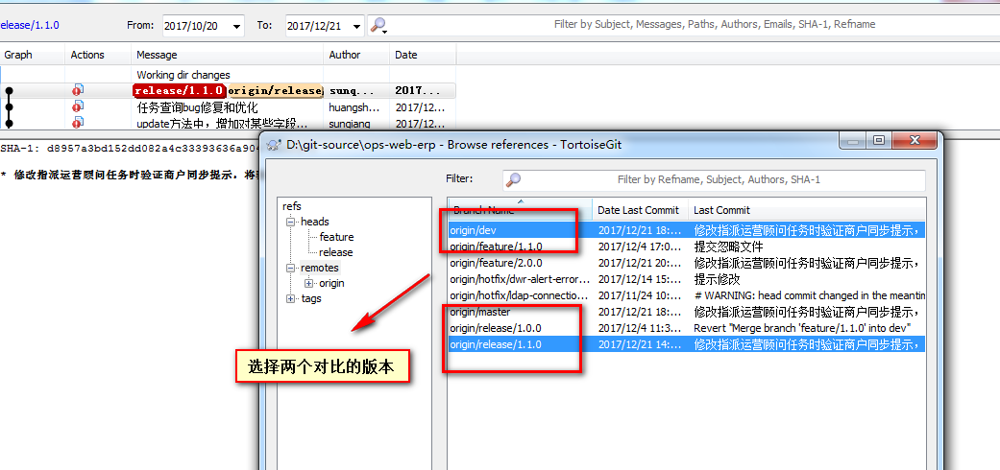 elease/1.1.0 From: 2017/10/20 To: 2017/12/21 Filter by Subject, Messages, Paths, Authors, Emails, SHA-1, Refname
Graph Actions Message Author Date
Working dir changes
release/1.1.0 origin/release sunq... 2017...
任务查询bug修复和优化 huangsh... 2017/12...
update方法中，增加对某些字段... sunqiang 2017/12...
SHA-1: d8957a3bd152dd082a4c33393636a90
* 修改指派运营顾问任务时验证商户同步提示，将
D:\git-source\ops-web-erp - Browse references - TortoiseGit
Filter: Filter by Refname, Subject, Authors, SHA-1
refs
heads
feature
release
remotes
origin
tags
Branch Name Date Last Commit Last Commit
origin/dev 2017/12/21 18:... 修改指派运营顾问任务时验证商户同步提示，
origin/feature/1.1.0 2017/12/4 17:0... 提交忽略文件
origin/feature/2.0.0 2017/12/21 20:... 修改指派运营顾问任务时验证商户同步提示，
origin/hotfix/dwr-alert-error... 2017/12/14 15:... 提示修改
origin/hotfix/ldap-connectio... 2017/11/24 10:... # WARNING: head commit changed in the meantin
origin/master 2017/12/21 18:... 修改指派运营顾问任务时验证商户同步提示，
origin/release/1.0.0 2017/12/4 11:3... Revert "Merge branch 'feature/1.1.0' into dev"
origin/release/1.1.0 2017/12/21 14:... 修改指派运营顾问任务时验证商户同步提示，
选择两个对比的版本